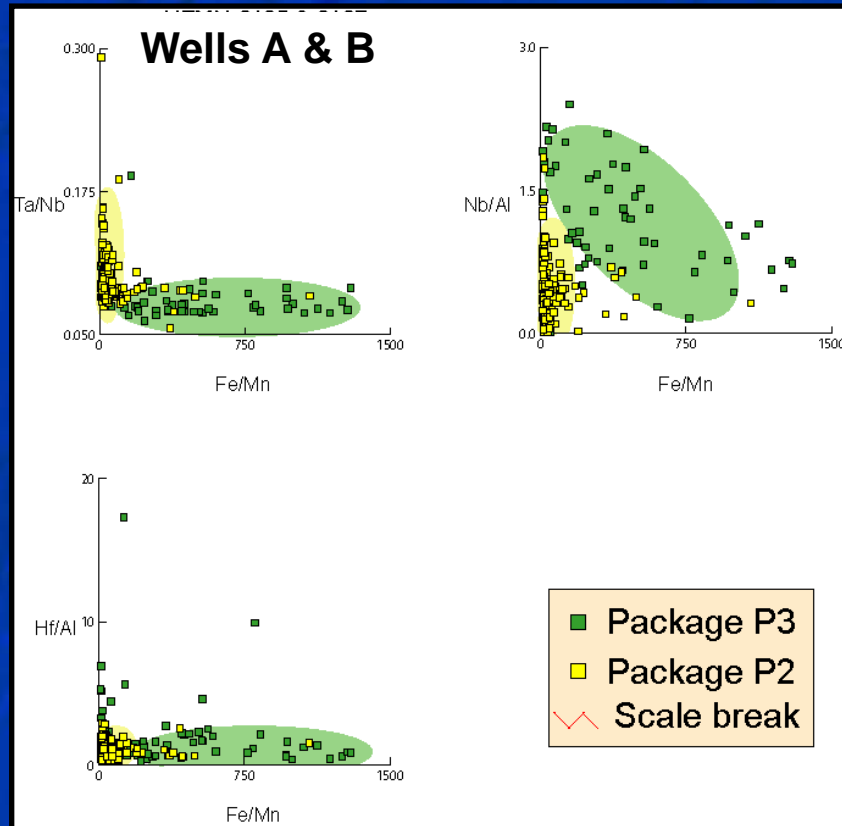 Wells A & B
0.300
0.175
Ta/Nb
0.050
0
750
1500
Fe/Mn
3.0
1.5
Nb/Al
0.0
0
750
1500
Fe/Mn
20
10
Hf/Al
0
0
750
1500
Fe/Mn
Package P3
Package P2
Scale break